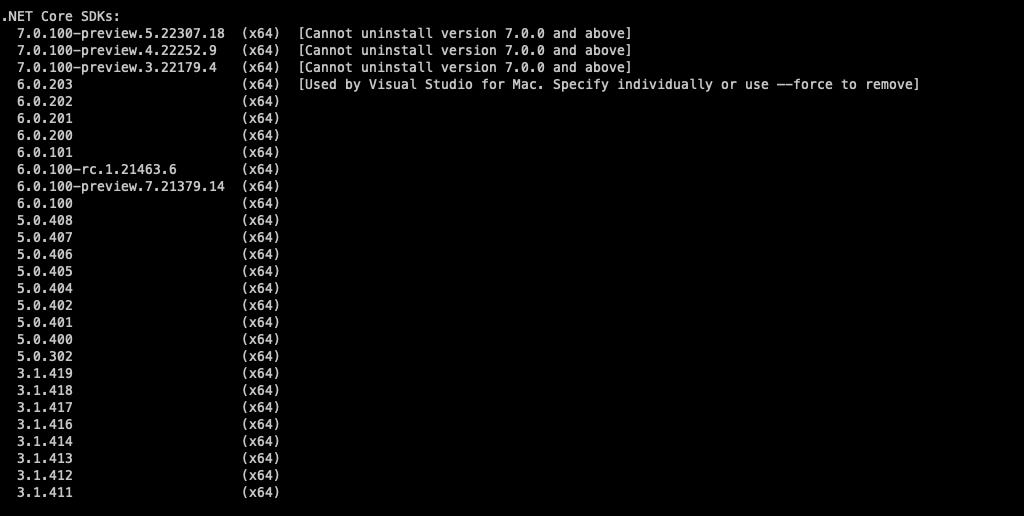 .NET Core SDKs:
7.0.100-preview.5.22307.18 (x64) [Cannot uninstall version 7.0.0 and above]
7.0.100-preview.4.22252.9 (x64) [Cannot uninstall version 7.0.0 and above]
7.0.100-preview.3.22179.4 (x64) [Cannot uninstall version 7.0.0 and above]
6.0.203 (x64) [Used by Visual Studio for Mac. Specify individually or use --force to remove]
6.0.202 (x64)
6.0.201 (x64)
6.0.200 (x64)
6.0.101 (x64)
6.0.100-rc.1.21463.6 (x64)
6.0.100-preview.7.21379.14 (x64)
6.0.100 (x64)
5.0.408 (x64)
5.0.407 (x64)
5.0.406 (x64)
5.0.405 (x64)
5.0.404 (x64)
5.0.402 (x64)
5.0.401 (x64)
5.0.400 (x64)
5.0.302 (x64)
3.1.419 (x64)
3.1.418 (x64)
3.1.417 (x64)
3.1.416 (x64)
3.1.414 (x64)
3.1.413 (x64)
3.1.412 (x64)
3.1.411 (x64)